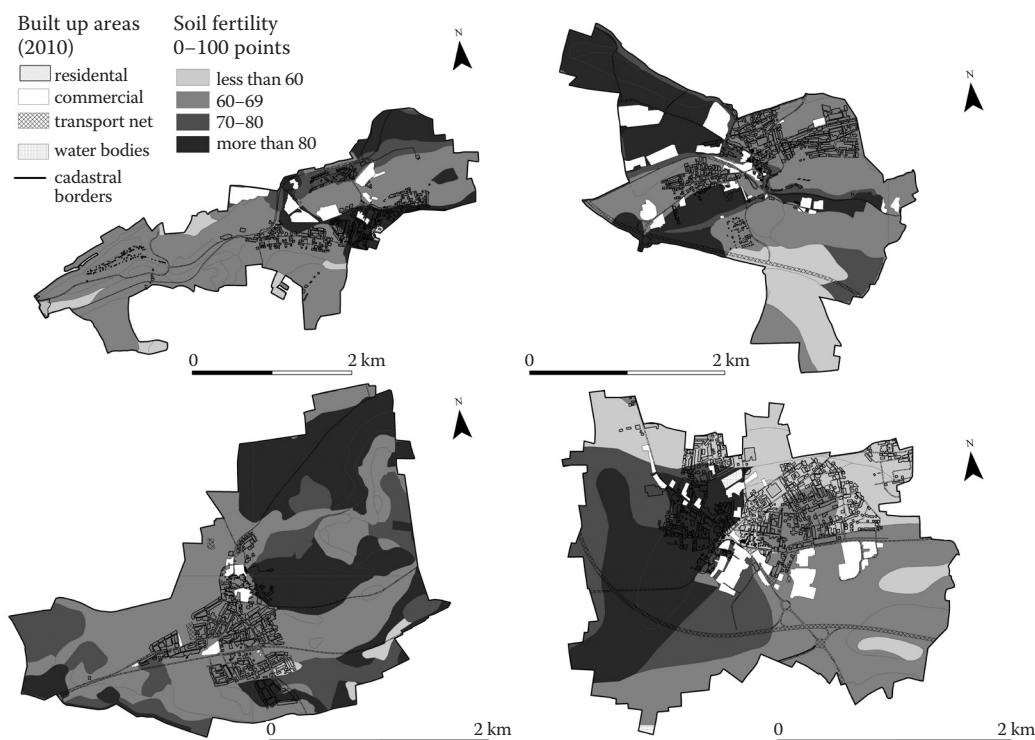 Built up areas
(2010)
residental
commercial
transport net
water bodies
cadastral
borders
Soil fertility
0–100 points
less than 60
60–69
70–80
more than 80
N
0 2 km
N
0 2 km
N
0 2 km
N
0 2 km